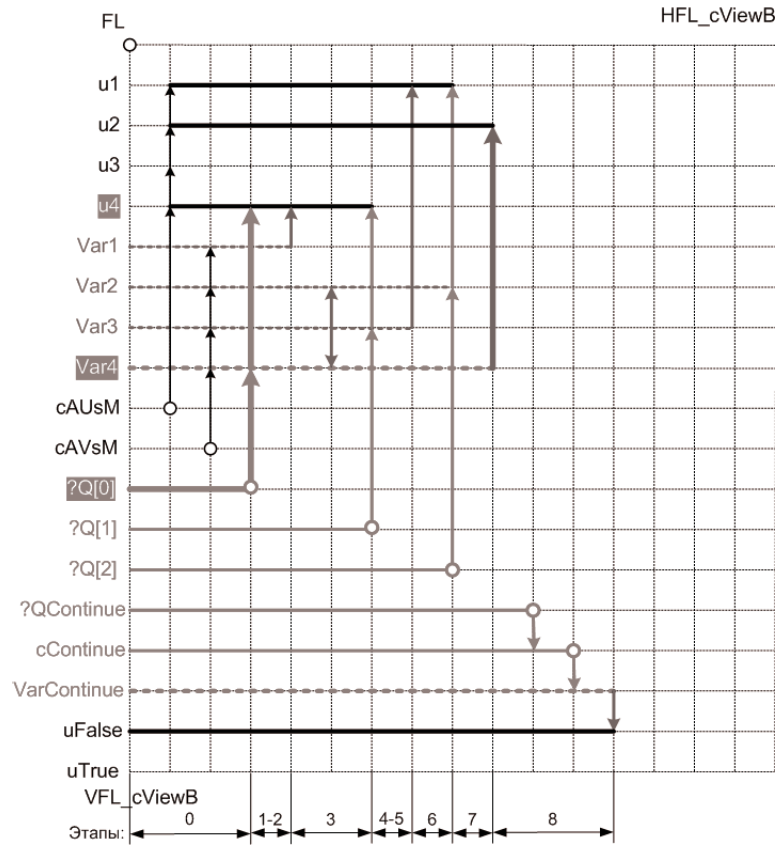 FL HFL_cViewB
u1
u2
u3
u4
Var1
Var2
Var3
Var4
cAUsM
cAVsM
?Q[0]
?Q[1]
?Q[2]
?QContinue
cContinue
VarContinue
uFalse
uTrue
VFL_cViewB
Этапы: 0 1-2 3 4-5 6 7 8